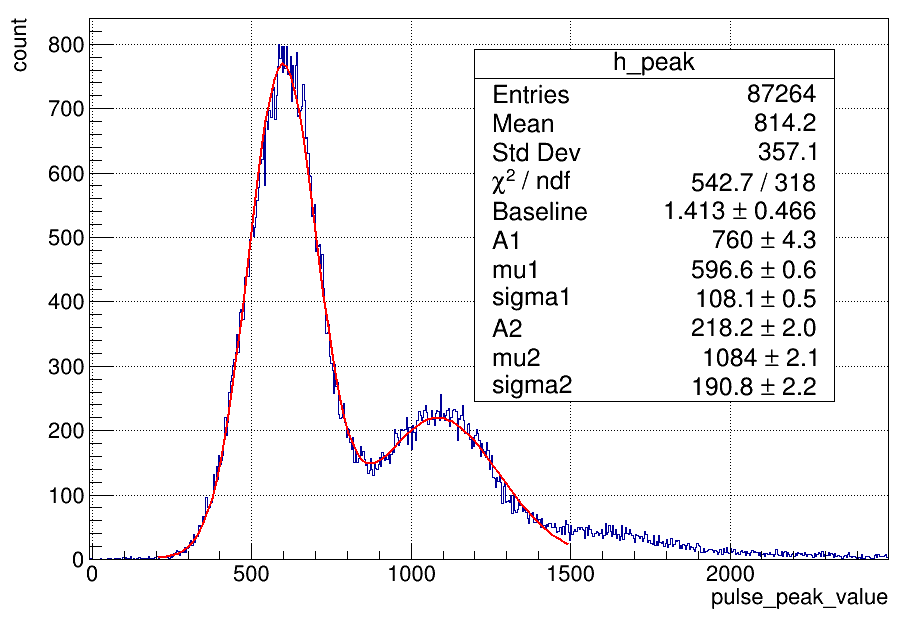 count
h_peak
Entries 87264
Mean 814.2
Std Dev 357.1
χ² / ndf 542.7 / 318
Baseline 1.413 ± 0.466
A1 760 ± 4.3
mu1 596.6 ± 0.6
sigma1 108.1 ± 0.5
A2 218.2 ± 2.0
mu2 1084 ± 2.1
sigma2 190.8 ± 2.2
800
700
600
500
400
300
200
100
0
0 500 1000 1500 2000
pulse_peak_value